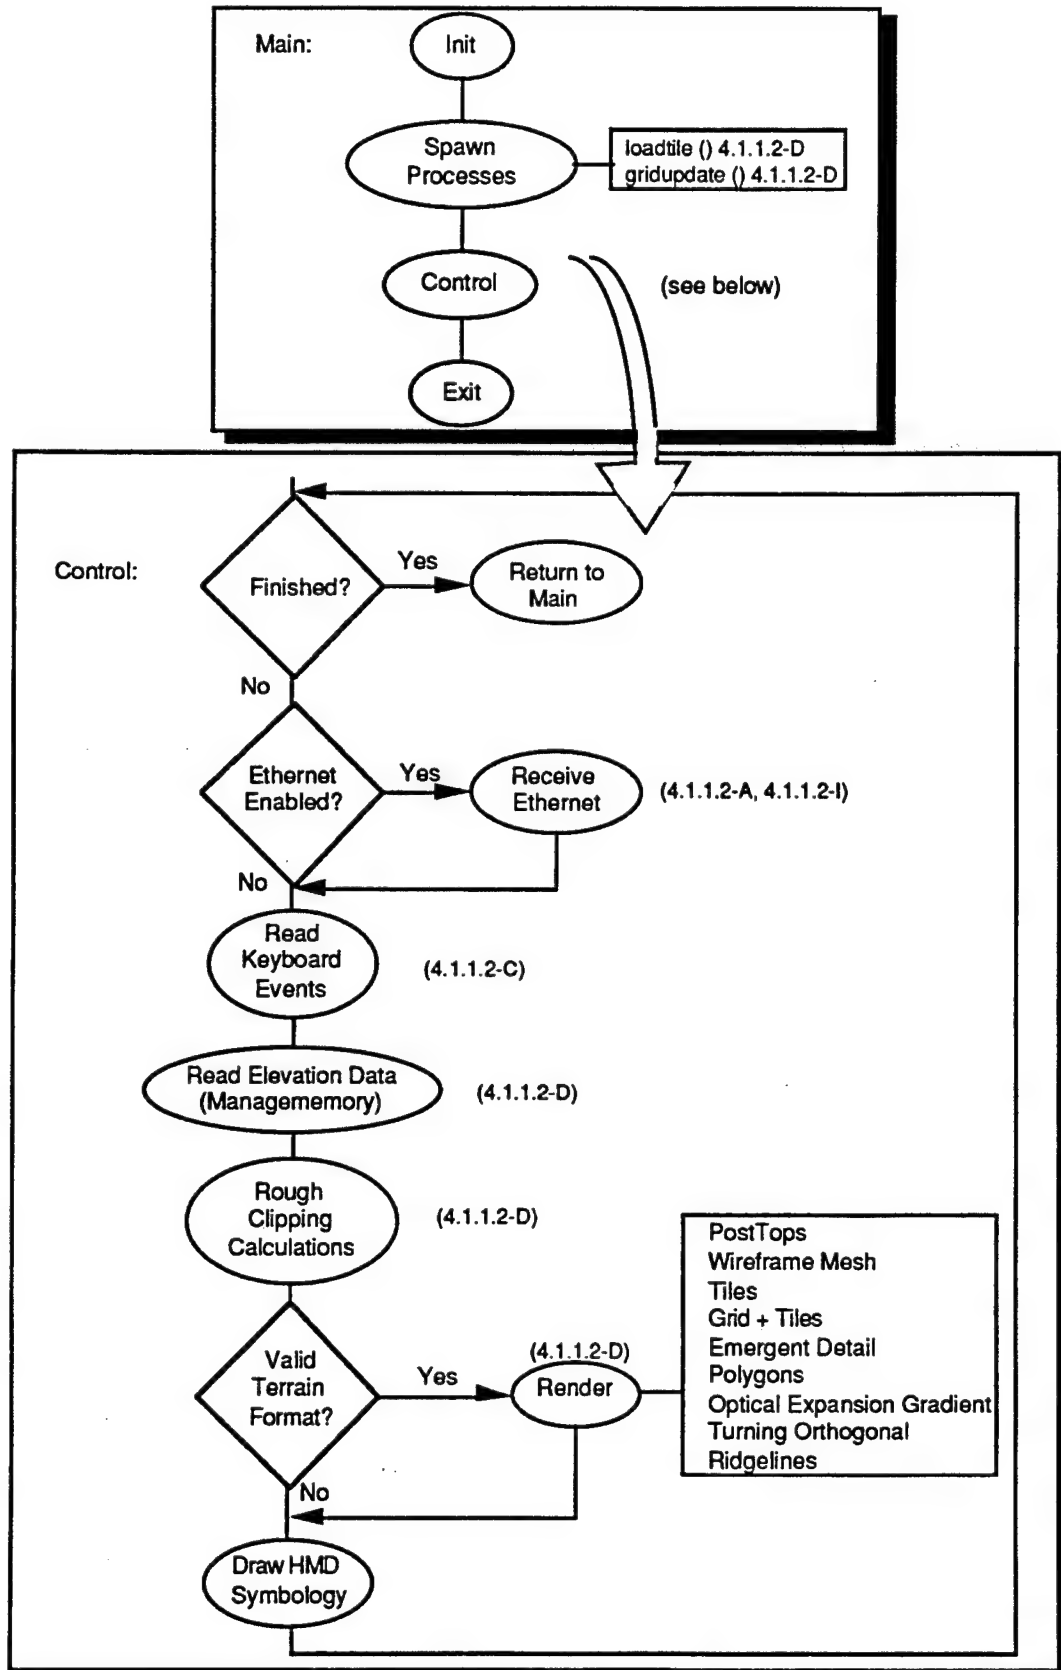 Main:
Init
Spawn
Processes
loadtile () 4.1.1.2-D
gridupdate () 4.1.1.2-D
Control
(see below)
Exit
Control:
Finished?
Yes
Return to
Main
No
Ethernet
Enabled?
Yes
Receive
Ethernet
(4.1.1.2-A, 4.1.1.2-I)
No
Read
Keyboard
Events
(4.1.1.2-C)
Read Elevation Data
(Managememory)
(4.1.1.2-D)
Rough
Clipping
Calculations
(4.1.1.2-D)
Valid
Terrain
Format?
Yes
(4.1.1.2-D)
Render
PostTops
Wireframe Mesh
Tiles
Grid + Tiles
Emergent Detail
Polygons
Optical Expansion Gradient
Turning Orthogonal
Ridgelines
No
Draw HMD
Symbology